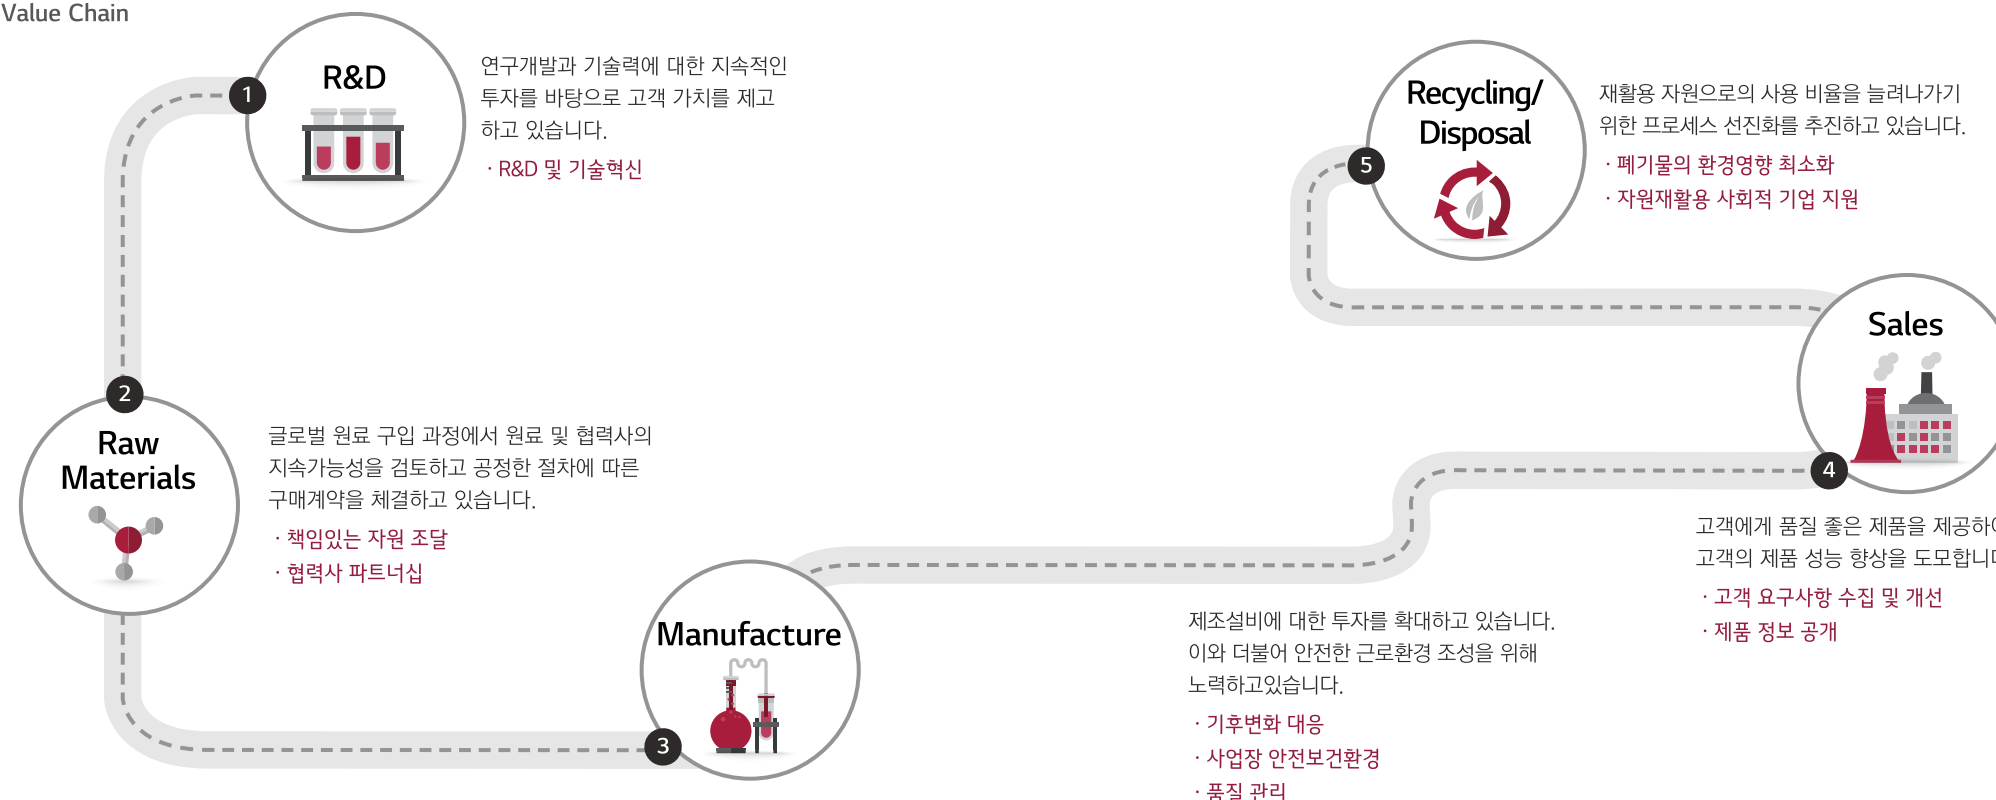 Value Chain
1
R&D
연구개발과 기술력에 대한 지속적인
투자를 바탕으로 고객 가치를 제고
하고 있습니다.
· R&D 및 기술혁신
2
Raw
Materials
글로벌 원료 구입 과정에서 원료 및 협력사의
지속가능성을 검토하고 공정한 절차에 따른
구매계약을 체결하고 있습니다.
· 책임있는 자원 조달
· 협력사 파트너십
3
Manufacture
제조설비에 대한 투자를 확대하고 있습니다.
이와 더불어 안전한 근로환경 조성을 위해
노력하고있습니다.
· 기후변화 대응
· 사업장 안전보건환경
· 품질 관리
4
Sales
고객에게 품질 좋은 제품을
고객의 제품 성능 향상을
· 고객 요구사항 수집 및 개선
· 제품 정보 공개
5
Recycling/
Disposal
재활용 자원으로의 사용 비율을 늘려나가기
위한 프로세스 선진화를 추진하고 있습니다.
· 폐기물의 환경영향 최소화
· 자원재활용 사회적 기업 지원